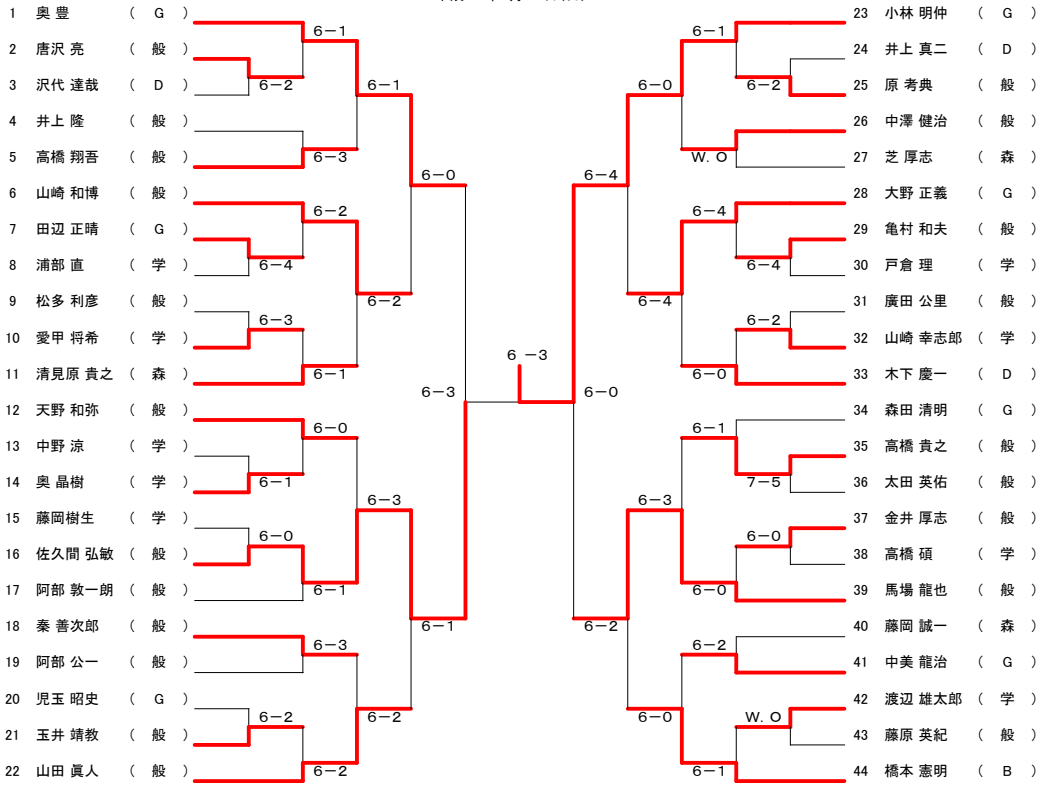 1 奥 豊 ( G )
2 唐沢 亮 ( 般 )
3 沢代 達哉 ( D )
4 井上 隆 ( 般 )
5 高橋 翔吾 ( 般 )
6 山崎 和博 ( 般 )
7 田辺 正晴 ( G )
8 浦部 直 ( 学 )
9 松多 利彦 ( 般 )
10 愛甲 将希 ( 学 )
11 清見原 貴之 ( 森 )
12 天野 和弥 ( 般 )
13 中野 涼 ( 学 )
14 奥 晶樹 ( 学 )
15 藤岡樹生 ( 学 )
16 佐久間 弘敏 ( 般 )
17 阿部 敦一朗 ( 般 )
18 秦 善次郎 ( 般 )
19 阿部 公一 ( 般 )
20 児玉 昭史 ( G )
21 玉井 靖教 ( 般 )
22 山田 眞人 ( 般 )
6-2
6-3
6-1
6-4
6-2
6-3
6-1
6-1
6-0
6-0
6-1
6-3
6-2
6-2
6-1
6-2
6-3
6-2
6-0
6-1
6-3
6 -3
6-0
6-4
6-2
6-0
6-4
6-3
6-0
6-1
W. O
6-4
6-0
6-1
6-0
6-2
6-1
6-2
6-4
6-2
7-5
6-0
W. O
23 小林 明仲 ( G )
24 井上 真二 ( D )
25 原 考典 ( 般 )
26 中澤 健治 ( 般 )
27 芝 厚志 ( 森 )
28 大野 正義 ( G )
29 亀村 和夫 ( 般 )
30 戸倉 理 ( 学 )
31 廣田 公里 ( 般 )
32 山崎 幸志郎 ( 学 )
33 木下 慶一 ( D )
34 森田 清明 ( G )
35 高橋 貴之 ( 般 )
36 太田 英佑 ( 般 )
37 金井 厚志 ( 般 )
38 高橋 碩 ( 学 )
39 馬場 龍也 ( 般 )
40 藤岡 誠一 ( 森 )
41 中美 龍治 ( G )
42 渡辺 雄太郎 ( 学 )
43 藤原 英紀 ( 般 )
44 橋本 憲明 ( B )